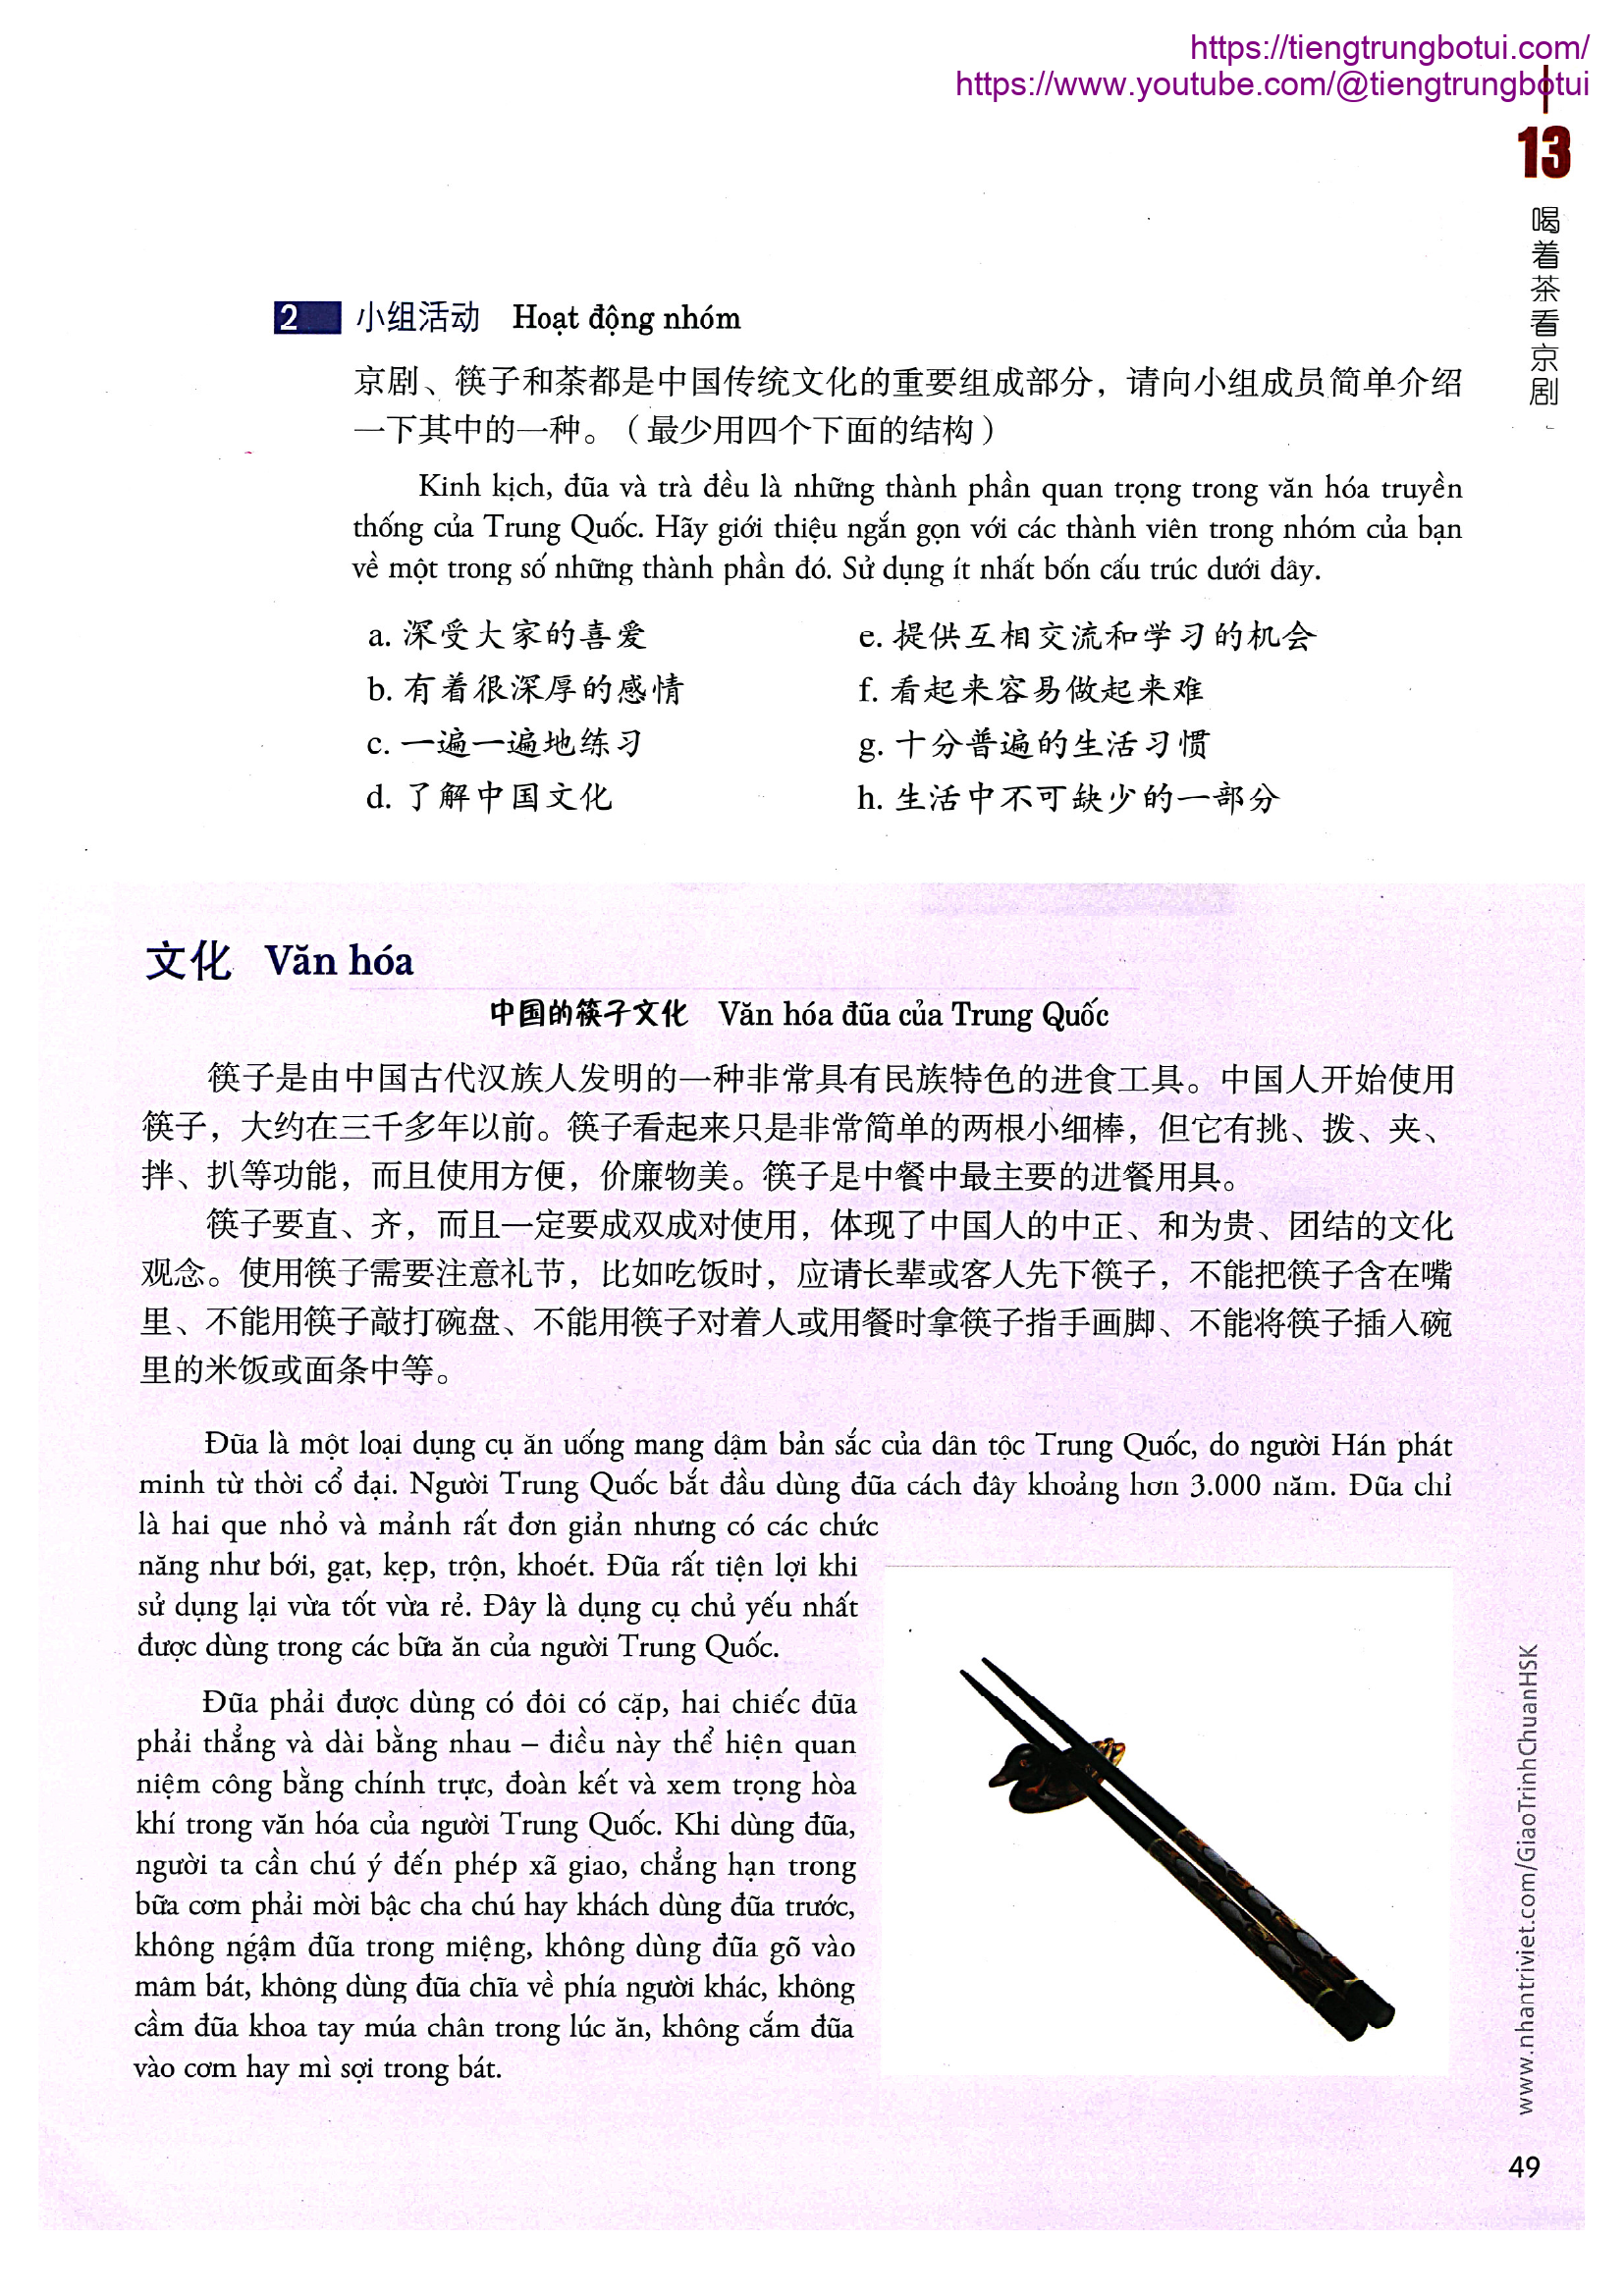 https://tiengtrungbotui.com/
https://www.youtube.com/@tiengtrungbotui
13
喝着茶看京剧
2 小组活动 Hoạt động nhóm
京剧、筷子和茶都是中国传统文化的重要组成部分，请向小组成员简单介绍
一下其中的一种。（最少用四个下面的结构）
Kinh kịch, đũa và trà đều là những thành phần quan trọng trong văn hóa truyền
thống của Trung Quốc. Hãy giới thiệu ngắn gọn với các thành viên trong nhóm của bạn
về một trong số những thành phần đó. Sử dụng ít nhất bốn cấu trúc dưới dây.
a. 深受大家的喜爱
b. 有着很深厚的感情
c. 一遍一遍地练习
d. 了解中国文化
e. 提供互相交流和学习的机会
f. 看起来容易做起来难
g. 十分普遍的生活习惯
h. 生活中不可缺少的一部分
文化 Văn hóa
中国的筷子文化 Văn hóa đũa của Trung Quốc
筷子是由中国古代汉族人发明的一种非常具有民族特色的进食工具。中国人开始使用
筷子，大约在三千多年以前。筷子看起来只是非常简单的两根小细棒，但它有挑、拨、夹、
拌、扒等功能，而且使用方便，价廉物美。筷子是中餐中最主要的进餐用具。
筷子要直、齐，而且一定要成双成对使用，体现了中国人的中正、和为贵、团结的文化
观念。使用筷子需要注意礼节，比如吃饭时，应请长辈或客人先下筷子，不能把筷子含在嘴
里、不能用筷子敲打碗盘、不能用筷子对着人或用餐时拿筷子指手画脚、不能将筷子插入碗
里的米饭或面条中等。
Đũa là một loại dụng cụ ăn uống mang dậm bản sắc của dân tộc Trung Quốc, do người Hán phát
minh từ thời cổ đại. Người Trung Quốc bắt đầu dùng đũa cách đây khoảng hơn 3.000 năm. Đũa chỉ
là hai que nhỏ và mảnh rất đơn giản nhưng có các chức
năng như bới, gạt, kẹp, trộn, khoét. Đũa rất tiện lợi khi
sử dụng lại vừa tốt vừa rẻ. Đây là dụng cụ chủ yếu nhất
được dùng trong các bữa ăn của người Trung Quốc.
Đũa phải được dùng có đôi có cặp, hai chiếc đũa
phải thẳng và dài bằng nhau – điều này thể hiện quan
niệm công bằng chính trực, đoàn kết và xem trọng hòa
khí trong văn hóa của người Trung Quốc. Khi dùng đũa,
người ta cần chú ý đến phép xã giao, chẳng hạn trong
bữa cơm phải mời bậc cha chú hay khách dùng đũa trước,
không ngậm đũa trong miệng, không dùng đũa gõ vào
mâm bát, không dùng đũa chĩa về phía người khác, không
cầm đũa khoa tay múa chân trong lúc ăn, không cắm đũa
vào cơm hay mì sợi trong bát.
www.nhantriviet.com/GiaoTrinhChuanHSK
49